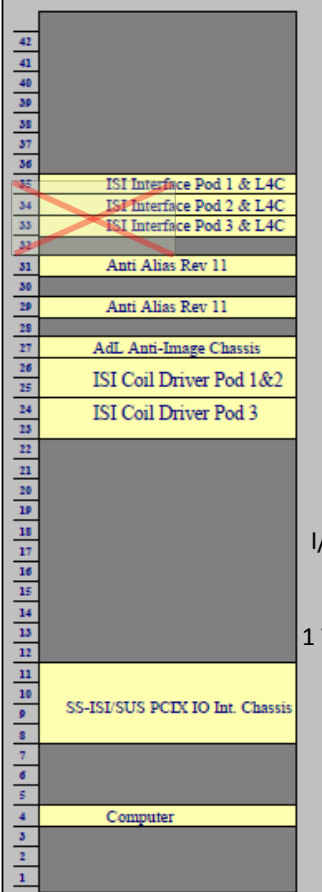 42
41
40
39
38
37
36
35 ISI Interface Pod 1 & L4C
34 ISI Interface Pod 2 & L4C
33 ISI Interface Pod 3 & L4C
32
31 Anti Alias Rev 11
30
29 Anti Alias Rev 11
28
27 AdL Anti-Image Chassis
26
25 ISI Coil Driver Pod 1&2
24 ISI Coil Driver Pod 3
23
22
21
20
19
18
17 I/
16
15
14
13 1
12
11
10
9 SS-ISI/SUS PCIX IO Int. Chassis
8
7
6
5
4 Computer
3
2
1